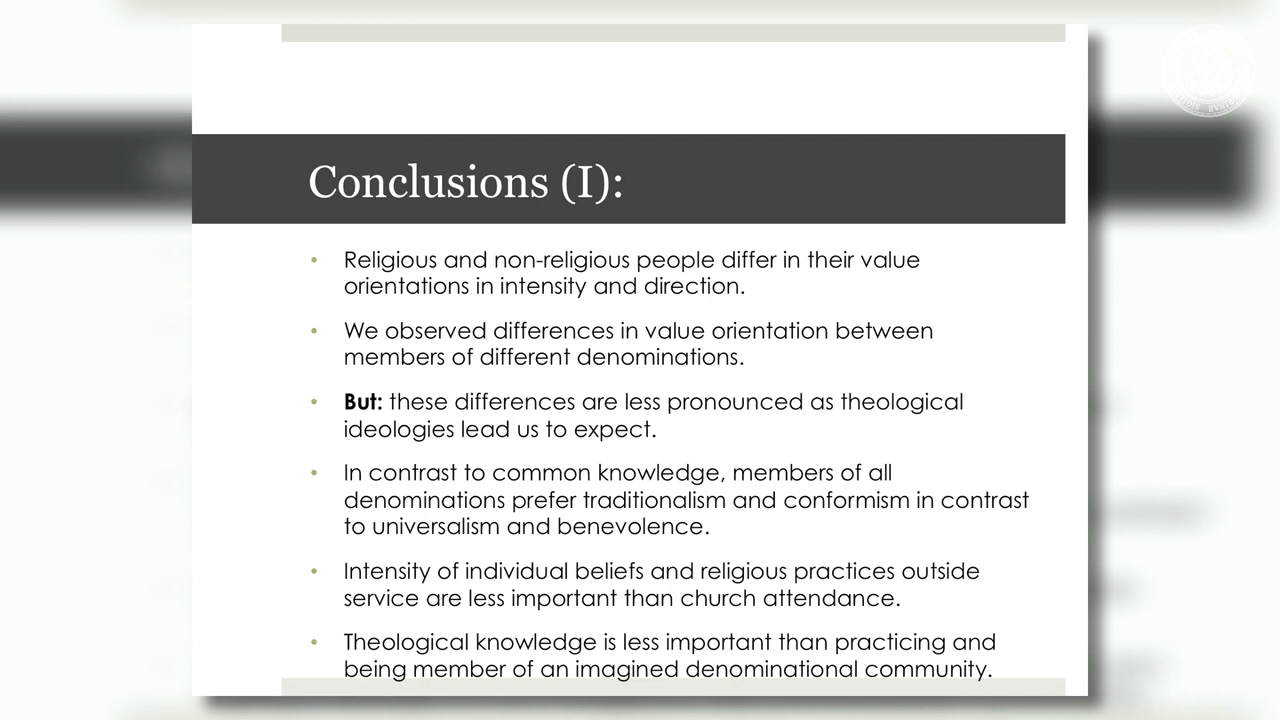 Conclusions (I):
• Religious and non-religious people differ in their value
orientations in intensity and direction.
• We observed differences in value orientation between
members of different denominations.
• But: these differences are less pronounced as theological
ideologies lead us to expect.
• In contrast to common knowledge, members of all
denominations prefer traditionalism and conformism in contrast
to universalism and benevolence.
• Intensity of individual beliefs and religious practices outside
service are less important than church attendance.
• Theological knowledge is less important than practicing and
being member of an imagined denominational community.